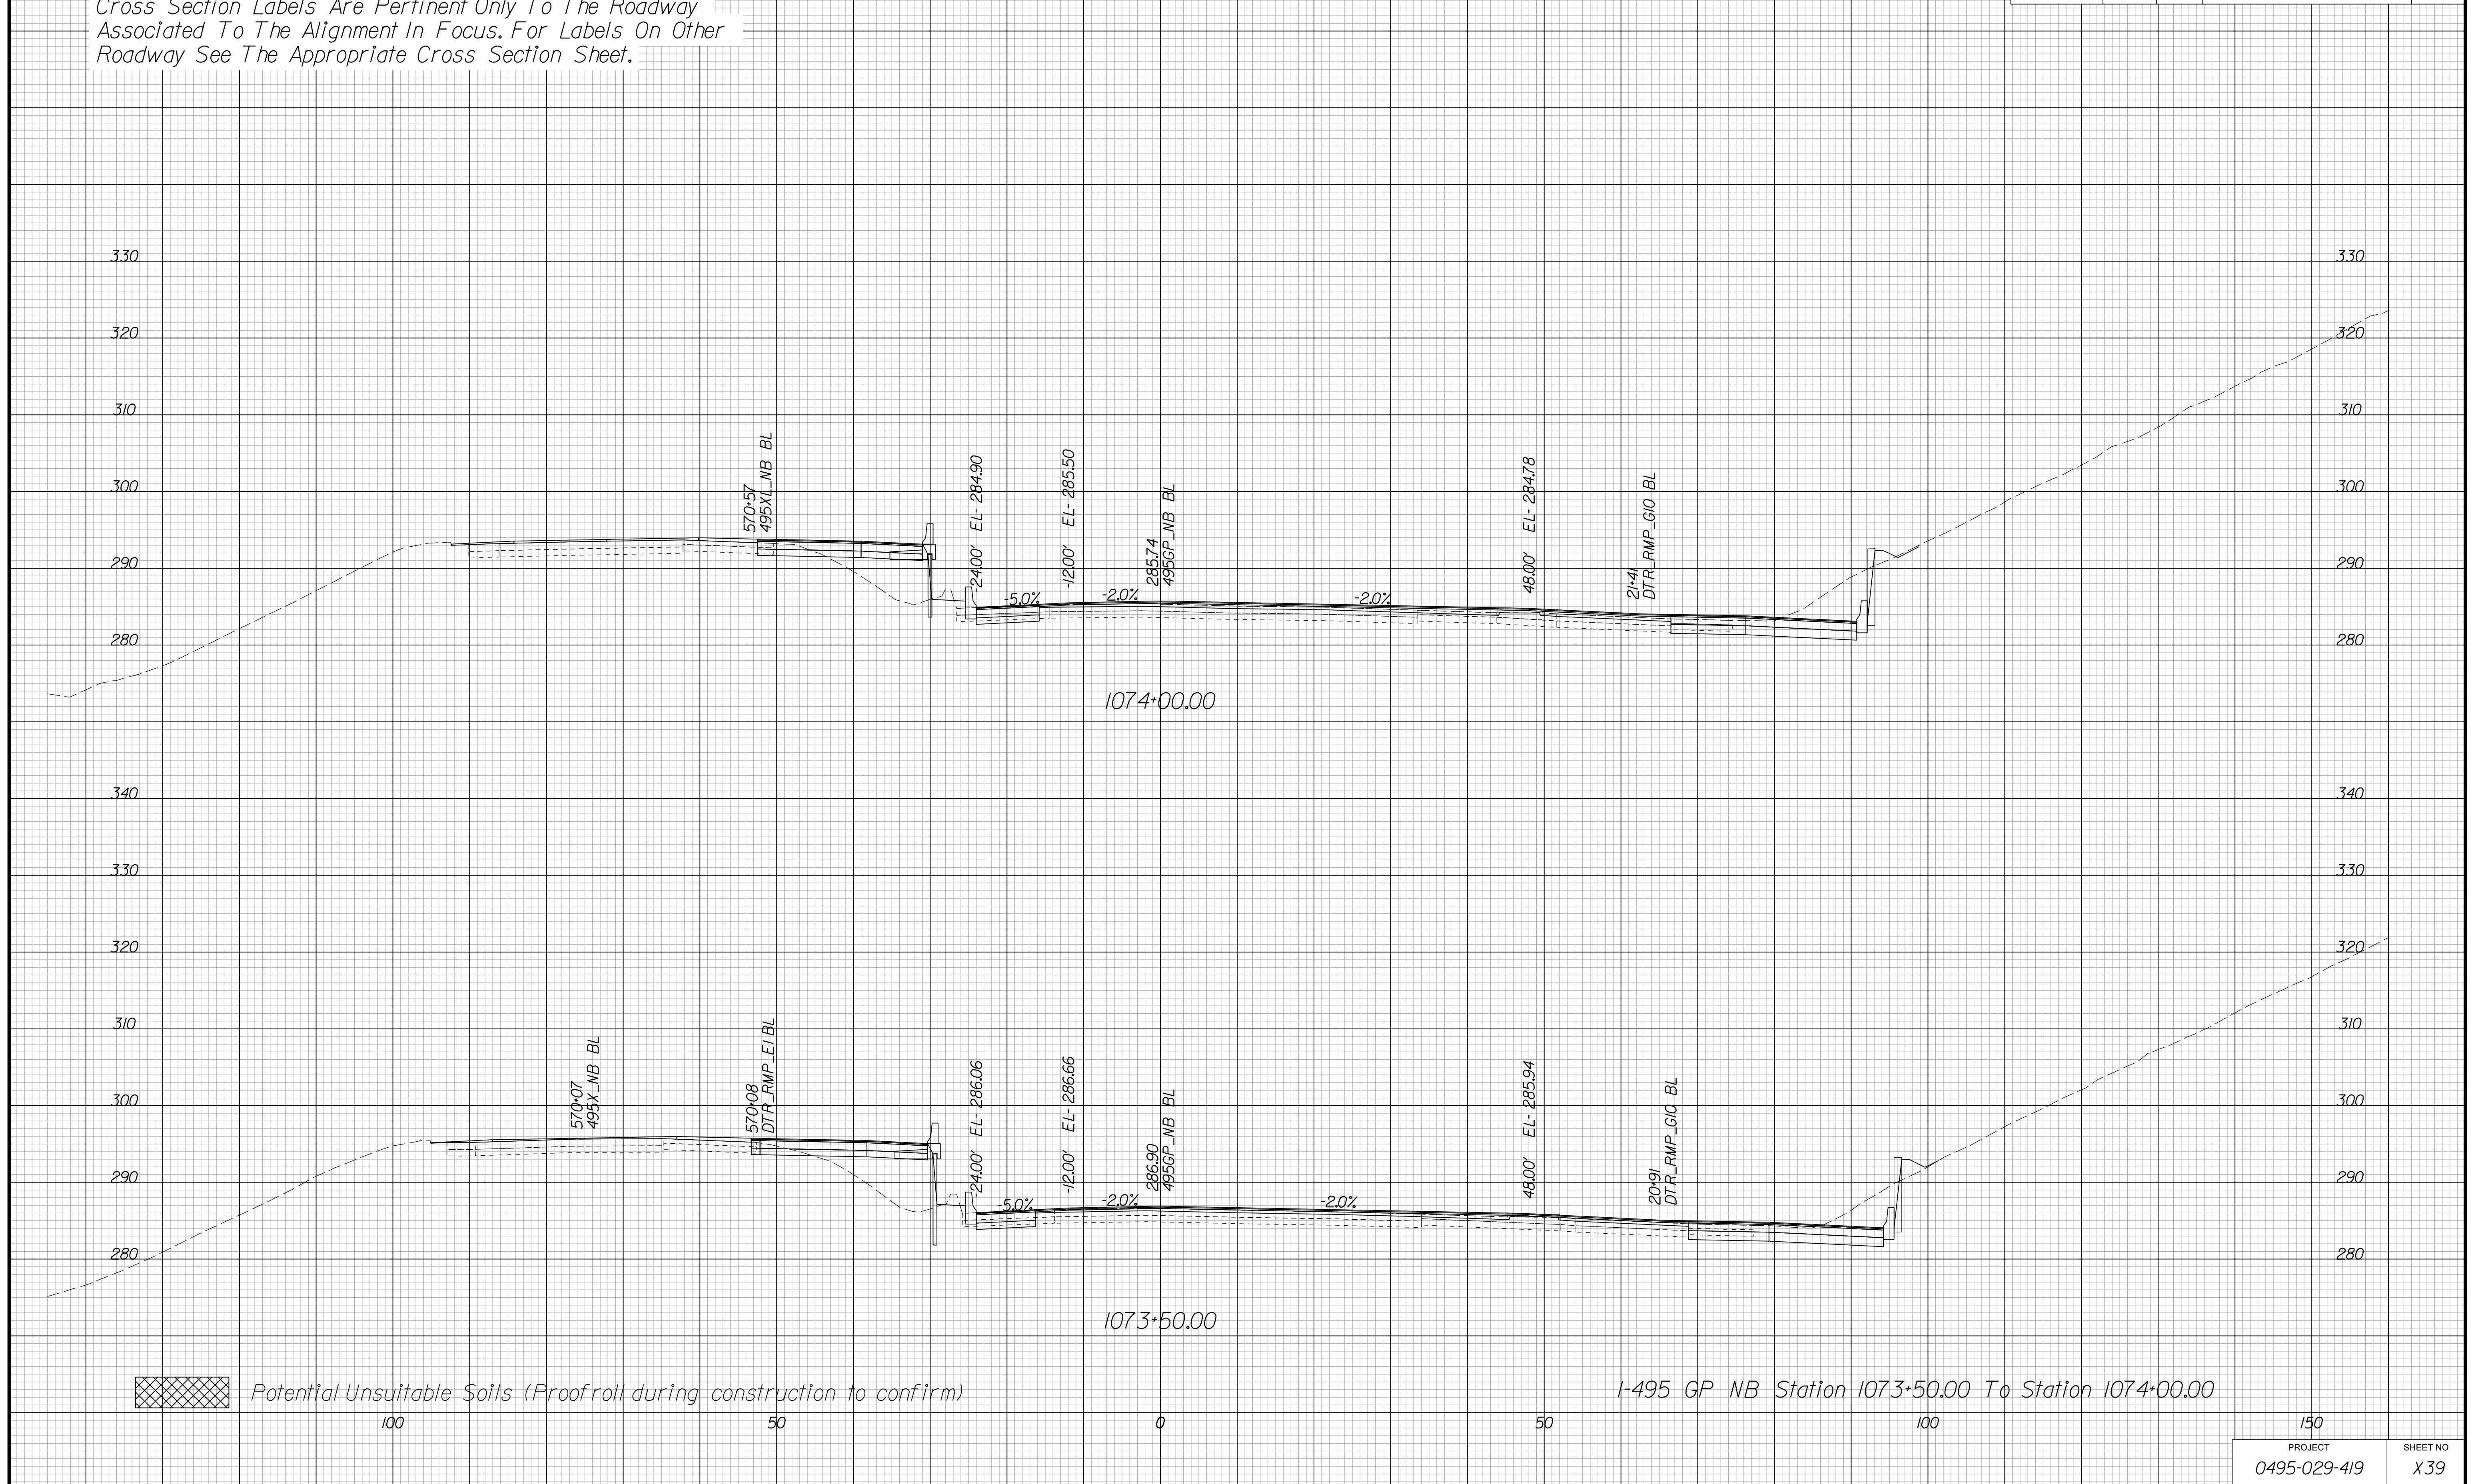 Cross Section Labels Are Pertinent Only To The Roadway
Associated To The Alignment In Focus. For Labels On Other
Roadway See The Appropriate Cross Section Sheet.
330
330
320
320
310
310
300
300
290
290
280
280
570+57
495XL_NB BL
-24.00' EL- 284.90
-12.00' EL- 285.50
285.74
495GP_NB BL
48.00' EL- 284.78
21+41
DTR_RMP_G10 BL
-5.0%
-2.0%
-2.0%
1074+00.00
340
340
330
330
320
320
310
310
300
300
290
290
280
280
570+07
495X_NB BL
570+08
DTR_RMP_E1 BL
-24.00' EL- 286.06
-12.00' EL- 286.66
286.90
495GP_NB BL
48.00' EL- 285.94
20+91
DTR_RMP_G10 BL
-5.0%
-2.0%
-2.0%
1073+50.00
Potential Unsuitable Soils (Proofroll during construction to confirm)
I-495 GP NB Station 1073+50.00 To Station 1074+00.00
100
50
0
50
100
150
PROJECT
SHEET NO.
0495-029-419
X39